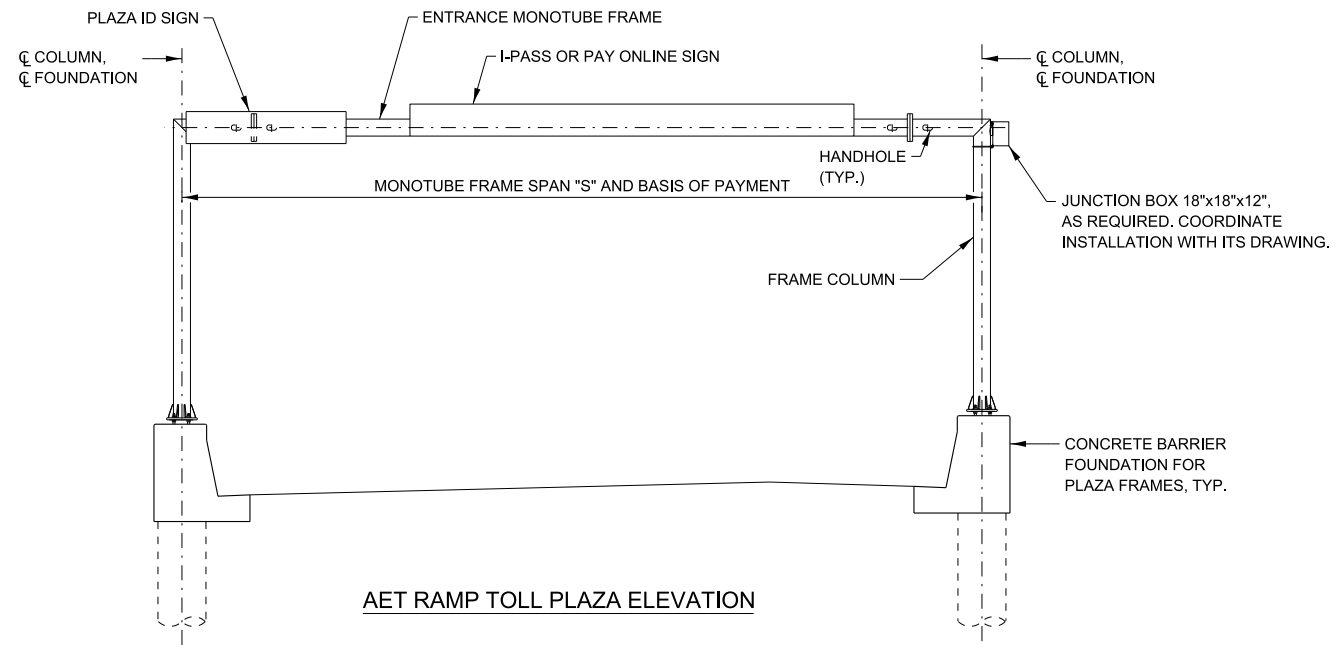 PLAZA ID SIGN
ENTRANCE MONOTUBE FRAME
℄ COLUMN,
℄ FOUNDATION
I-PASS OR PAY ONLINE SIGN
℄ COLUMN,
℄ FOUNDATION
HANDHOLE
(TYP.)
MONOTUBE FRAME SPAN "S" AND BASIS OF PAYMENT
JUNCTION BOX 18"x18"x12",
AS REQUIRED. COORDINATE
INSTALLATION WITH ITS DRAWING.
FRAME COLUMN
CONCRETE BARRIER
FOUNDATION FOR
PLAZA FRAMES, TYP.
AET RAMP TOLL PLAZA ELEVATION